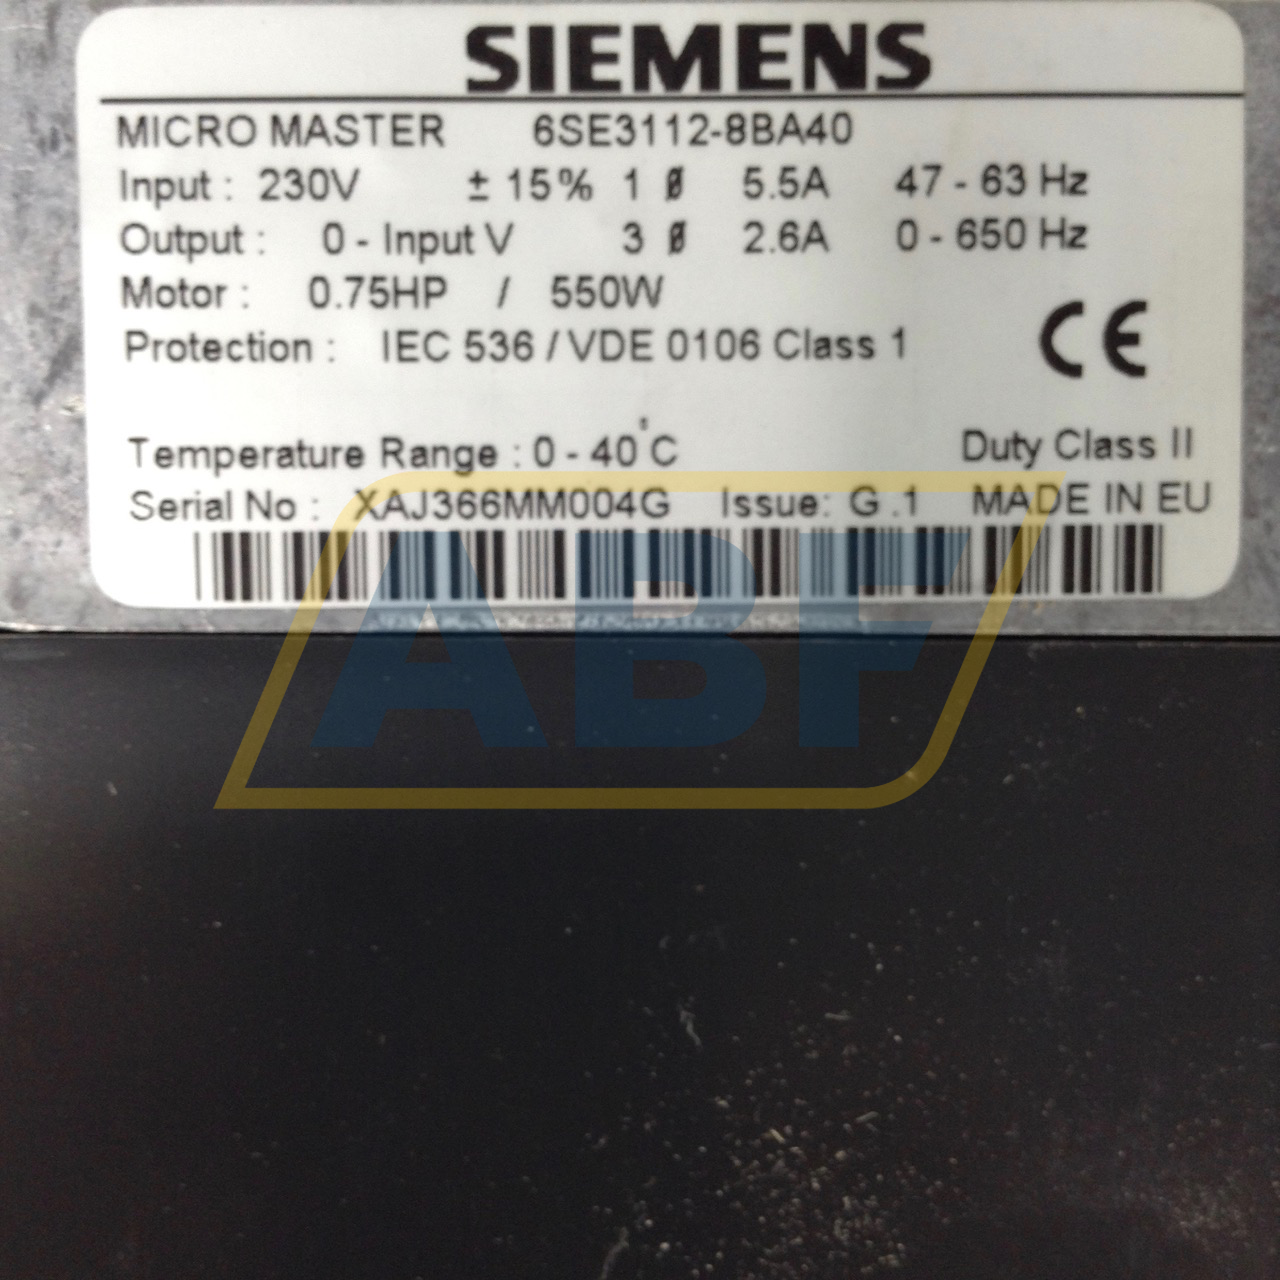 SIEMENS
MICRO MASTER 6SE3112-8BA40
Input : 230V ± 15% 1 ø 5.5A 47 - 63 Hz
Output : 0 - Input V 3 ø 2.6A 0 - 650 Hz
Motor : 0.75HP / 550W
Protection : IEC 536 / VDE 0106 Class 1
CE
Temperature Range : 0 - 40°C Duty Class II
Serial No : XAJ366MM004G Issue: G .1 MADE IN EU
ABF